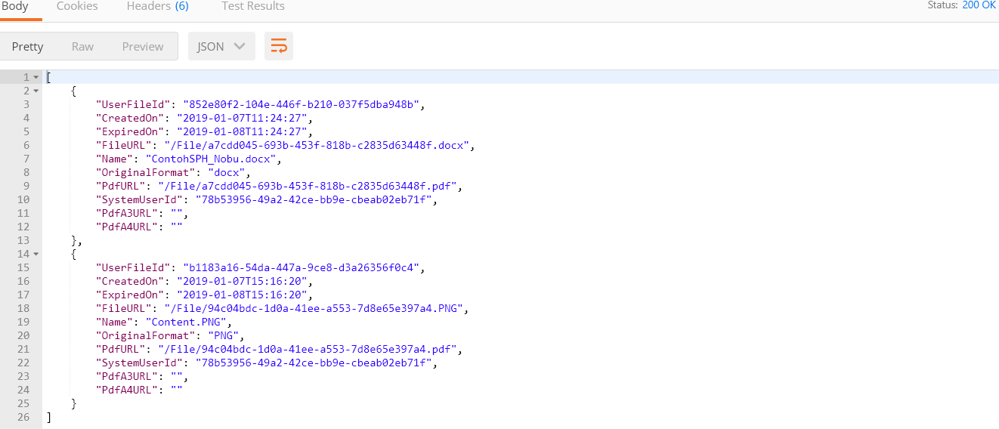 Body Cookies Headers (6) Test Results Status: 200 OK
Pretty Raw Preview JSON
1 [
2 {
3 "UserFileId": "852e80f2-104e-446f-b210-037f5dba948b",
4 "CreatedOn": "2019-01-07T11:24:27",
5 "ExpiredOn": "2019-01-08T11:24:27",
6 "FileURL": "/File/a7cdd045-693b-453f-818b-c2835d63448f.docx",
7 "Name": "ContohSPH_Nobu.docx",
8 "OriginalFormat": "docx",
9 "PdfURL": "/File/a7cdd045-693b-453f-818b-c2835d63448f.pdf",
10 "SystemUserId": "78b53956-49a2-42ce-bb9e-cbeab02eb71f",
11 "PdfA3URL": "",
12 "PdfA4URL": ""
13 },
14 {
15 "UserFileId": "b1183a16-54da-447a-9ce8-d3a26356f0c4",
16 "CreatedOn": "2019-01-07T15:16:20",
17 "ExpiredOn": "2019-01-08T15:16:20",
18 "FileURL": "/File/94c04bdc-1d0a-41ee-a553-7d8e65e397a4.PNG",
19 "Name": "Content.PNG",
20 "OriginalFormat": "PNG",
21 "PdfURL": "/File/94c04bdc-1d0a-41ee-a553-7d8e65e397a4.pdf",
22 "SystemUserId": "78b53956-49a2-42ce-bb9e-cbeab02eb71f",
23 "PdfA3URL": "",
24 "PdfA4URL": ""
25 }
26 ]